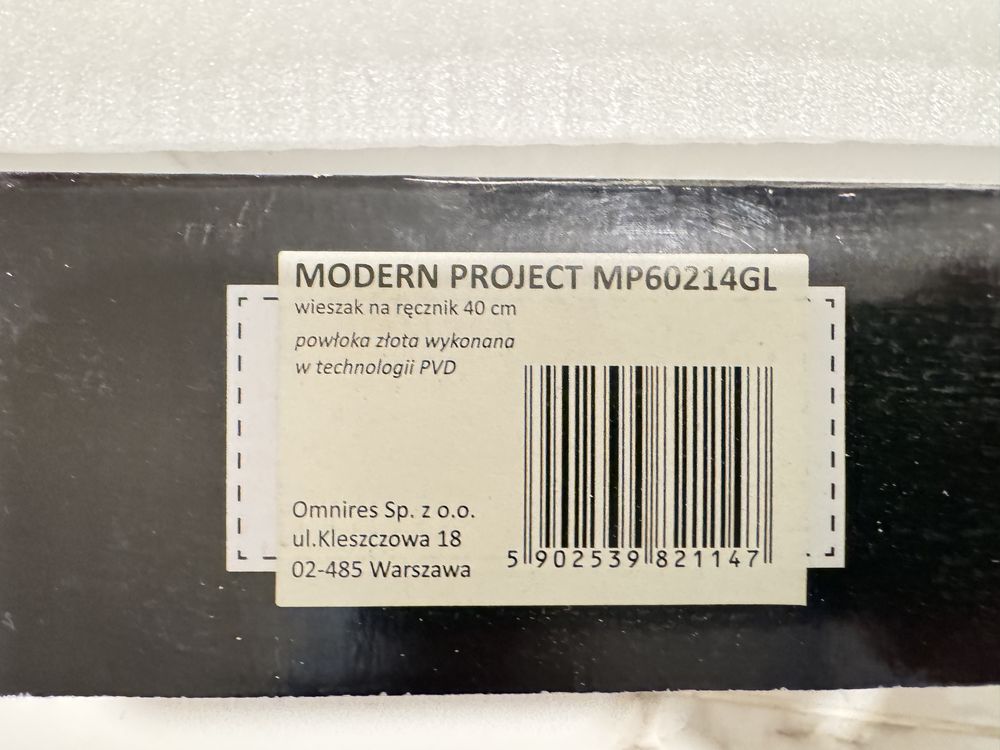 MODERN PROJECT MP60214GL
wieszak na ręcznik 40 cm
powłoka złota wykonana
w technologii PVD
Omnires Sp. z o.o.
ul.Kleszczowa 18
02-485 Warszawa
5 902539 821147